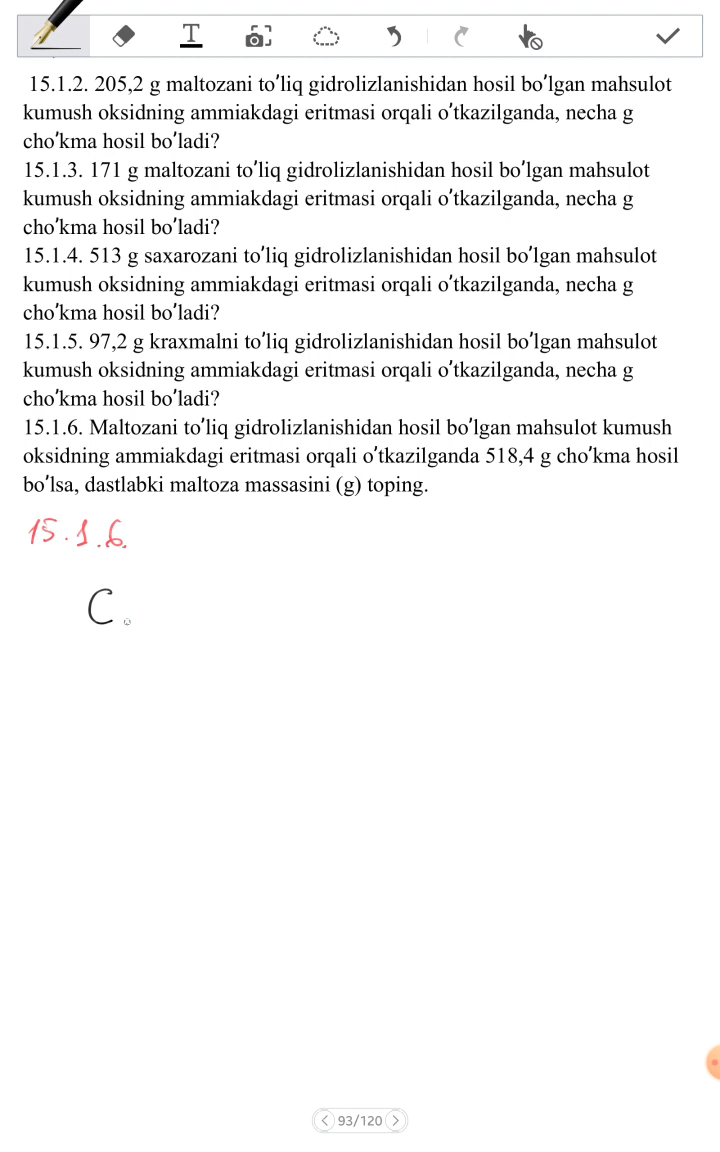 T
15.1.2. 205,2 g maltozani to′liq gidrolizlanishidan hosil bo′lgan mahsulot
kumush oksidning ammiakdagi eritmasi orqali o′tkazilganda, necha g
cho′kma hosil bo′ladi?
15.1.3. 171 g maltozani to′liq gidrolizlanishidan hosil bo′lgan mahsulot
kumush oksidning ammiakdagi eritmasi orqali o′tkazilganda, necha g
cho′kma hosil bo′ladi?
15.1.4. 513 g saxarozani to′liq gidrolizlanishidan hosil bo′lgan mahsulot
kumush oksidning ammiakdagi eritmasi orqali o′tkazilganda, necha g
cho′kma hosil bo′ladi?
15.1.5. 97,2 g kraxmalni to′liq gidrolizlanishidan hosil bo′lgan mahsulot
kumush oksidning ammiakdagi eritmasi orqali o′tkazilganda, necha g
cho′kma hosil bo′ladi?
15.1.6. Maltozani to′liq gidrolizlanishidan hosil bo′lgan mahsulot kumush
oksidning ammiakdagi eritmasi orqali o′tkazilganda 518,4 g cho′kma hosil
bo′lsa, dastlabki maltoza massasini (g) toping.
15.1.6.
C.
93/120